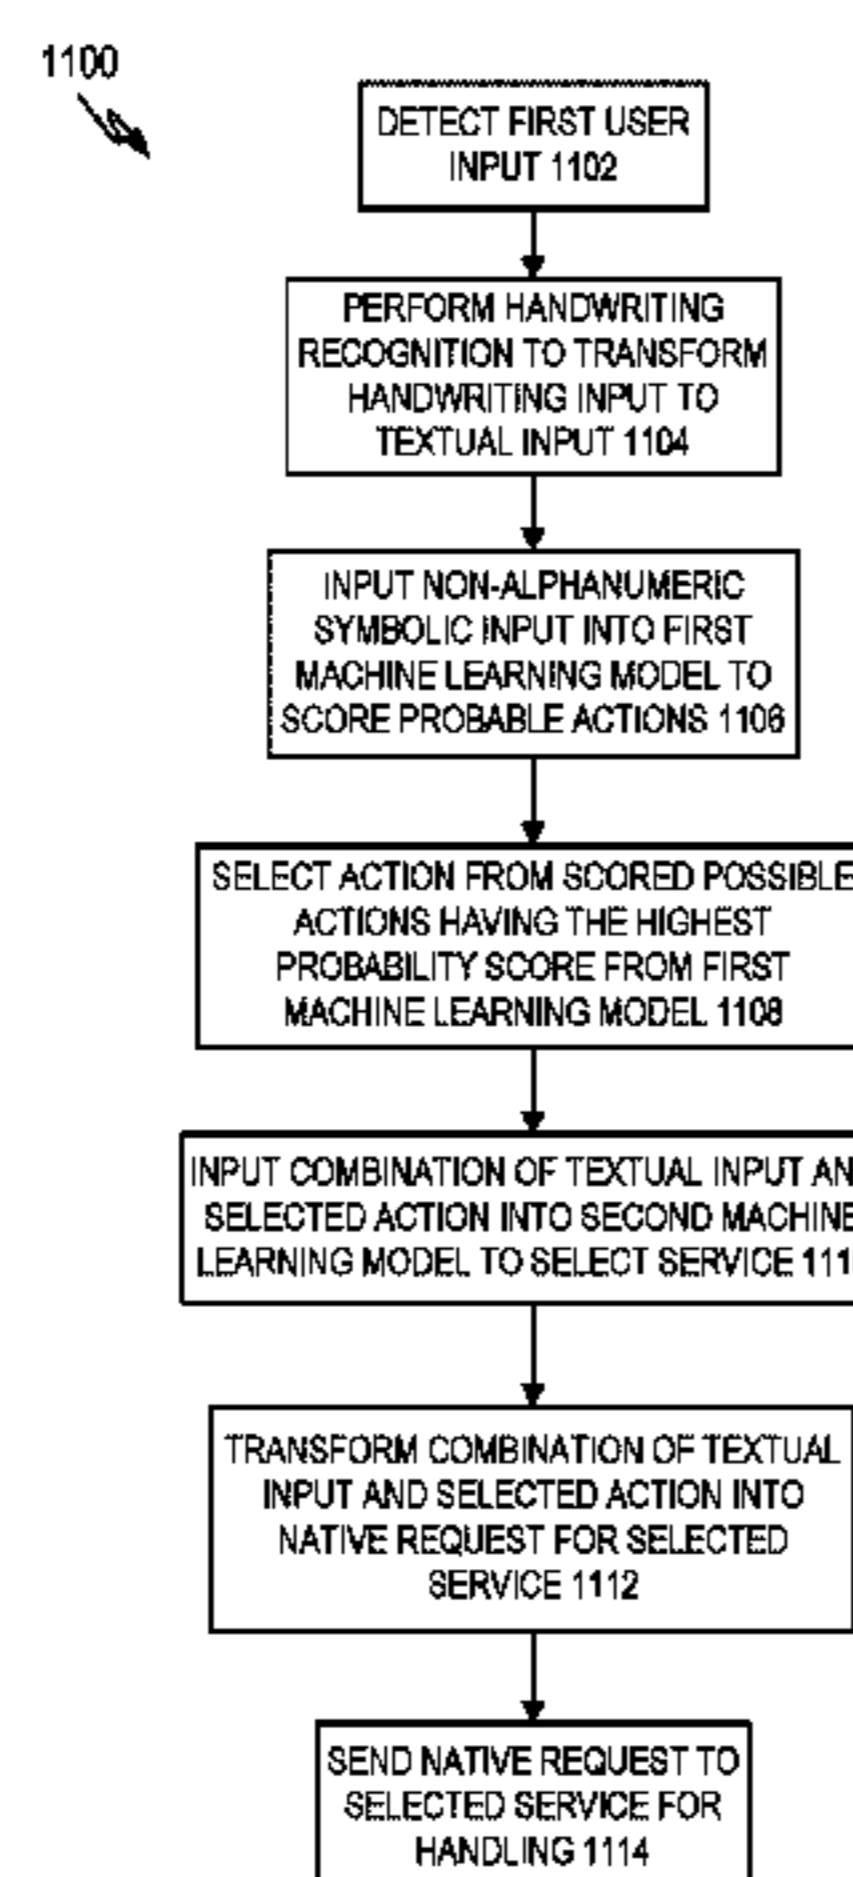 1100
DETECT FIRST USER
INPUT 1102
PERFORM HANDWRITING
RECOGNITION TO TRANSFORM
HANDWRITING INPUT TO
TEXTUAL INPUT 1104
INPUT NON-ALPHANUMERIC
SYMBOLIC INPUT INTO FIRST
MACHINE LEARNING MODEL TO
SCORE PROBABLE ACTIONS 1106
SELECT ACTION FROM SCORED POSSIBLE
ACTIONS HAVING THE HIGHEST
PROBABILITY SCORE FROM FIRST
MACHINE LEARNING MODEL 1108
INPUT COMBINATION OF TEXTUAL INPUT
SELECTED ACTION INTO SECOND MACHINE
LEARNING MODEL TO SELECT SERVICE
TRANSFORM COMBINATION OF TEXTUAL
INPUT AND SELECTED ACTION INTO
NATIVE REQUEST FOR SELECTED
SERVICE 1112
SEND NATIVE REQUEST TO
SELECTED SERVICE FOR
HANDLING 1114